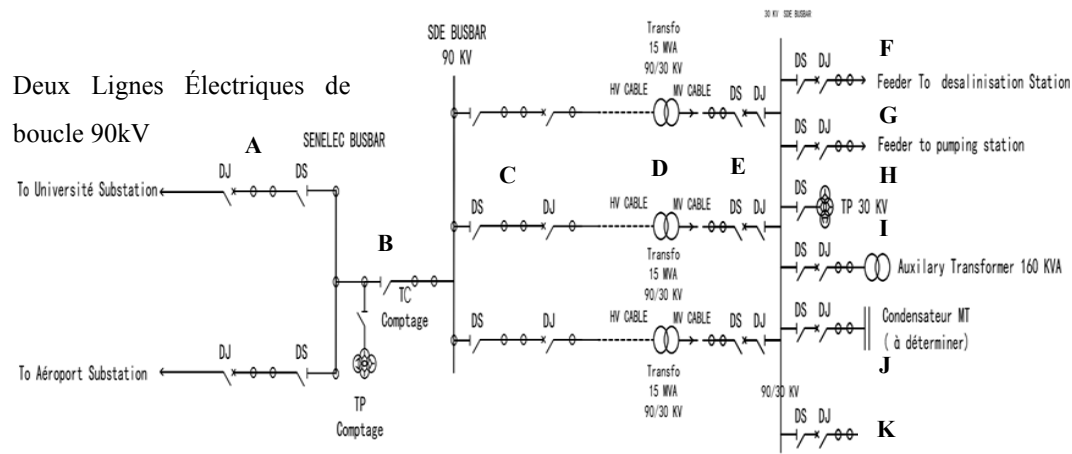 Deux Lignes Électriques de
boucle 90kV
A
SENELEC BUSBAR
DJ
DS
To Université Substation
B
TC
Comptage
To Aéroport Substation
DJ
DS
TP
Comptage
SDE BUSBAR
90 KV
C
DS
DJ
DS
DJ
Transfo
15 MVA
90/30 KV
HV CABLE
MV CABLE
DS
DJ
D
E
HV CABLE
MV CABLE
DS
DJ
Transfo
15 MVA
90/30 KV
HV CABLE
MV CABLE
DS
DJ
Transfo
15 MVA
90/30 KV
30 KV SDE BUSBAR
90/30 KV
F
DS
DJ
Feeder To desalinisation Station
G
DS
DJ
Feeder to pumping station
H
DS
TP 30 KV
I
DS
DJ
Auxilary Transformer 160 KVA
DS
DJ
Condensateur MT
( à déterminer)
J
DS
DJ
K